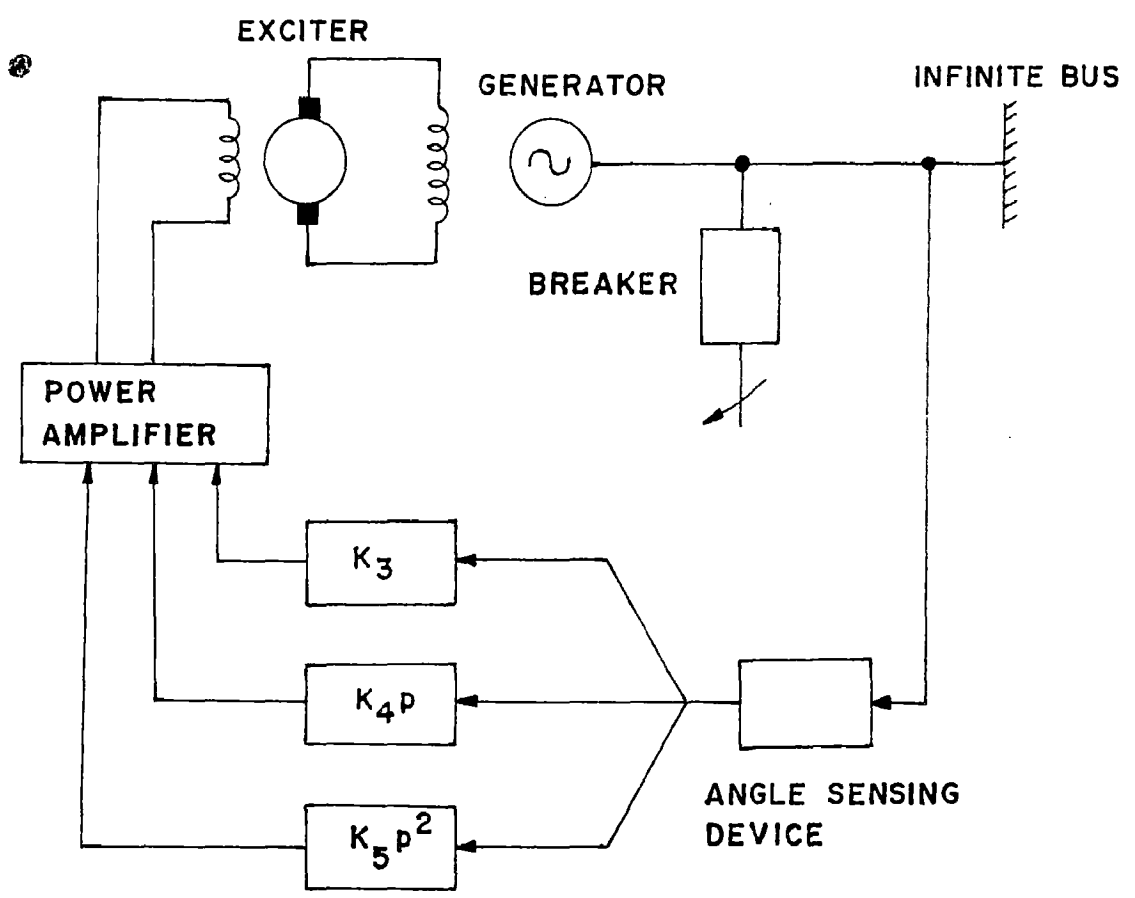 EXCITER
GENERATOR
INFINITE BUS
BREAKER
POWER
AMPLIFIER
K₃
K₄p
K₅p²
ANGLE SENSING
DEVICE